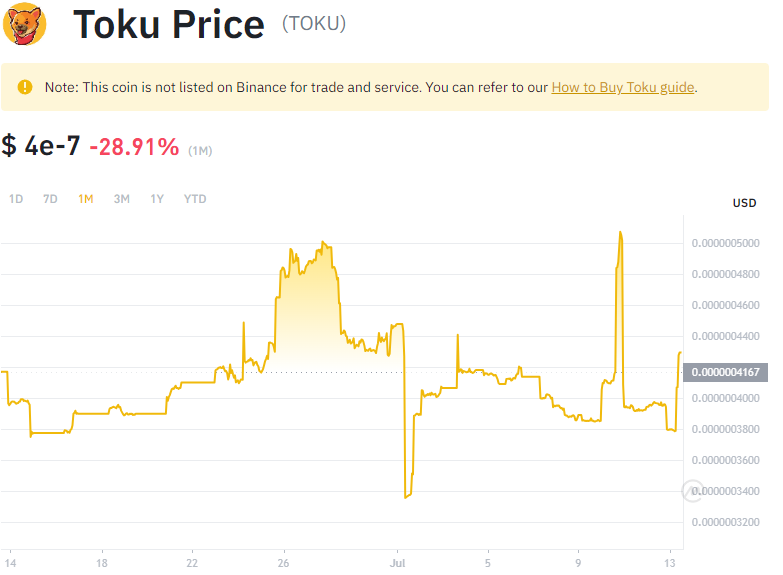 Toku Price (TOKU)
Note: This coin is not listed on Binance for trade and service. You can refer to our How to Buy Toku guide.
$ 4e-7 -28.91% (1M)
1D 7D 1M 3M 1Y YTD
USD
0.0000005000
0.0000004800
0.0000004600
0.0000004400
0.0000004167
0.0000004000
0.0000003800
0.0000003600
0.0000003400
0.0000003200
14 18 22 26 Jul 5 9 13